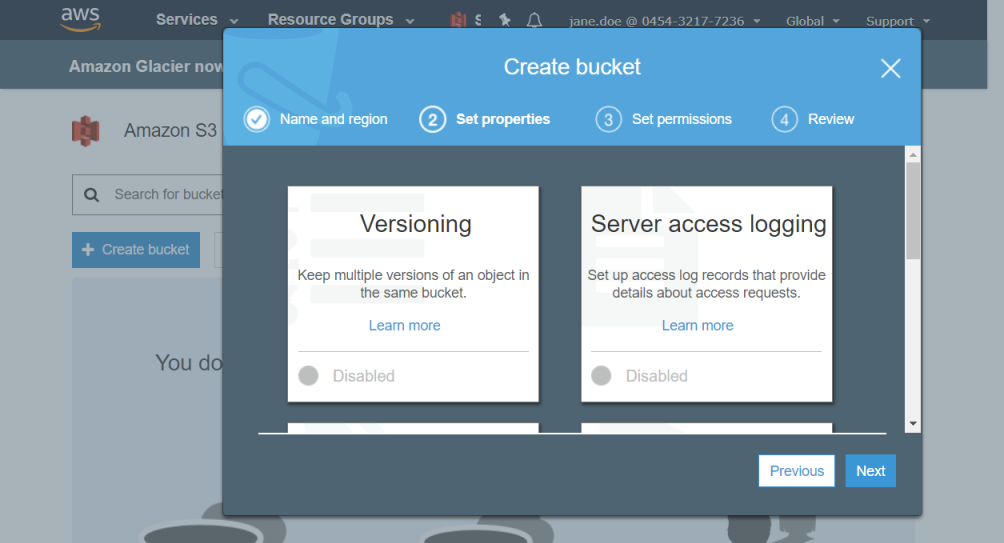 aws
Services
Resource Groups
jane.doe @ 0454-3217-7236
Global
Support
Amazon Glacier now
Create bucket
Name and region
2 Set properties
3 Set permissions
4 Review
Amazon S3
Search for bucket
Create bucket
You do
Versioning
Keep multiple versions of an object in
the same bucket.
Learn more
Disabled
Server access logging
Set up access log records that provide
details about access requests.
Learn more
Disabled
Previous
Next